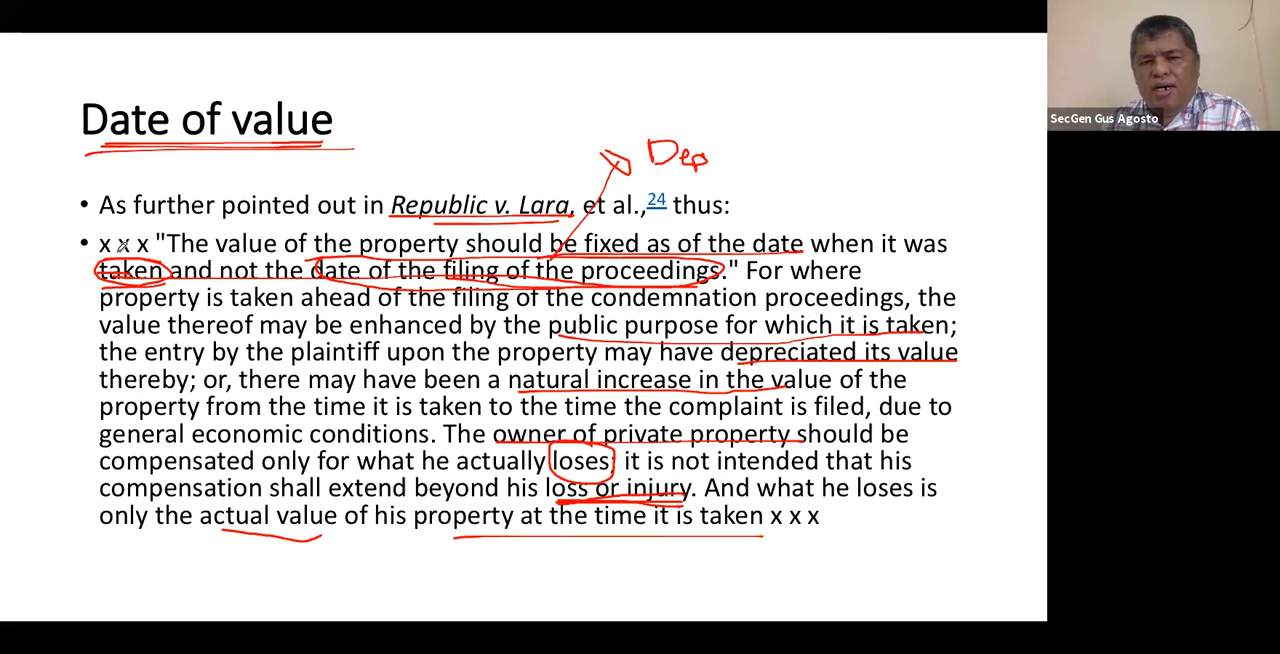 SecGen Gus Agosto
Date of value
Dep
• As further pointed out in Republic v. Lara, et al.,24 thus:
• x x x "The value of the property should be fixed as of the date when it was
taken and not the date of the filing of the proceedings." For where
property is taken ahead of the filing of the condemnation proceedings, the
value thereof may be enhanced by the public purpose for which it is taken;
the entry by the plaintiff upon the property may have depreciated its value
thereby; or, there may have been a natural increase in the value of the
property from the time it is taken to the time the complaint is filed, due to
general economic conditions. The owner of private property should be
compensated only for what he actually loses; it is not intended that his
compensation shall extend beyond his loss or injury. And what he loses is
only the actual value of his property at the time it is taken x x x